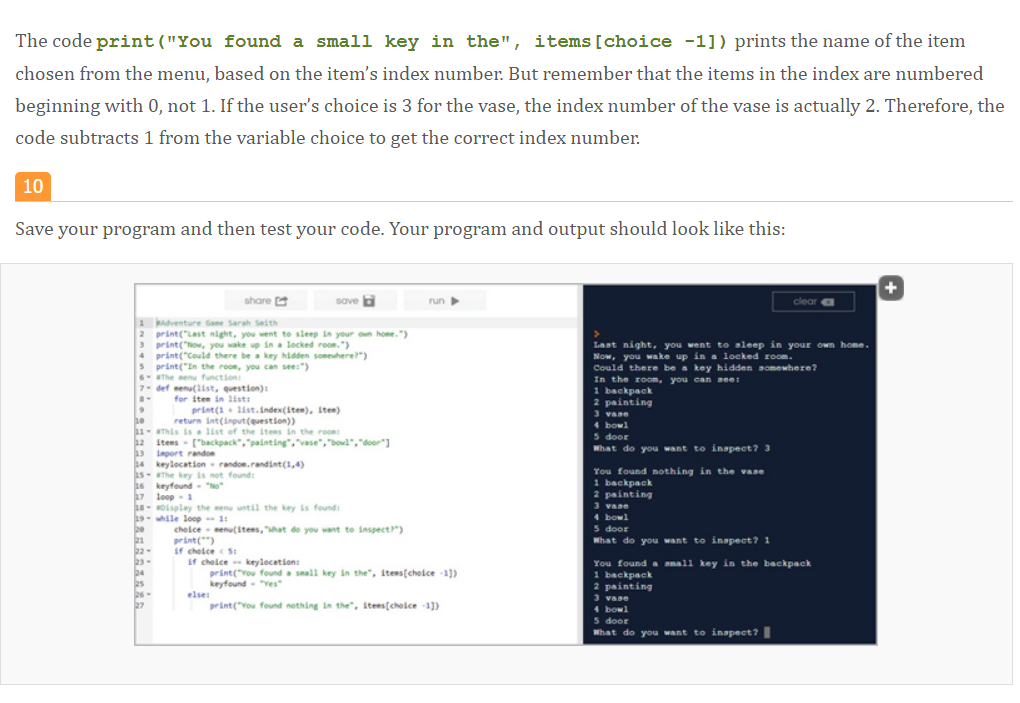 The code print("You found a small key in the", items[choice -1]) prints the name of the item
chosen from the menu, based on the item’s index number. But remember that the items in the index are numbered
beginning with 0, not 1. If the user’s choice is 3 for the vase, the index number of the vase is actually 2. Therefore, the
code subtracts 1 from the variable choice to get the correct index number.
10
Save your program and then test your code. Your program and output should look like this:
share save run
1 #Adventure Game Sarah Smith
2 print("Last night, you went to sleep in your own home.")
3 print("Now, you wake up in a locked room.")
4 print("Could there be a key hidden somewhere?")
5 print("In the room, you can see:")
6 #The menu function:
7 def menu(list, question):
8 for item in list:
9 print(1 + list.index(item), item)
10 return int(input(question))
11 #This is a list of the items in the room:
12 items = ["backpack","painting","vase","bowl","door"]
13 import random
14 keylocation = random.randint(1,4)
15 #The key is not found:
16 keyfound = "No"
17 loop = 1
18 #Display the menu until the key is found:
19 while loop == 1:
20 choice = menu(items,"What do you want to inspect?")
21 print("")
22 if choice < 5:
23 if choice == keylocation:
24 print("You found a small key in the", items[choice -1])
25 keyfound = "Yes"
26 else:
27 print("You found nothing in the", items[choice -1])
clear
>
Last night, you went to sleep in your own home.
Now, you wake up in a locked room.
Could there be a key hidden somewhere?
In the room, you can see:
1 backpack
2 painting
3 vase
4 bowl
5 door
What do you want to inspect? 3
You found nothing in the vase
1 backpack
2 painting
3 vase
4 bowl
5 door
What do you want to inspect? 1
You found a small key in the backpack
1 backpack
2 painting
3 vase
4 bowl
5 door
What do you want to inspect?